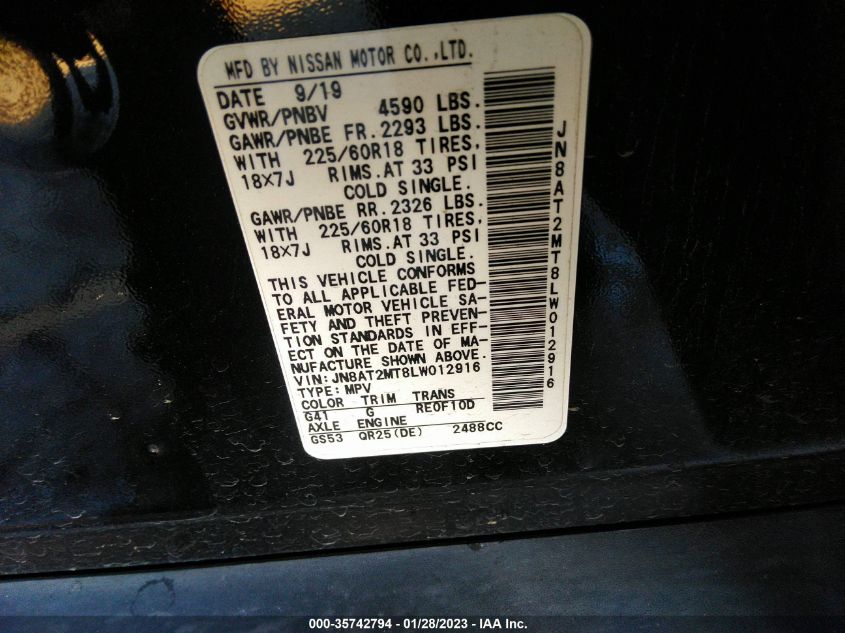 MFD BY NISSAN MOTOR CO.,LTD.
DATE 9/19
GVWR/PNBV 4590 LBS.
GAWR/PNBE FR.2293 LBS.
WITH 225/60R18 TIRES,
18X7J RIMS.AT 33 PSI
COLD SINGLE.
GAWR/PNBE RR.2326 LBS.
WITH 225/60R18 TIRES,
18X7J RIMS.AT 33 PSI
COLD SINGLE.
THIS VEHICLE CONFORMS
TO ALL APPLICABLE FED-
ERAL MOTOR VEHICLE SA-
FETY AND THEFT PREVEN-
TION STANDARDS IN EFF-
ECT ON THE DATE OF MA-
NUFACTURE SHOWN ABOVE.
VIN: JN8AT2MT8LW012916
TYPE: MPV
COLOR TRIM TRANS
G41 G RE0F10D
AXLE ENGINE
GS53 QR25(DE) 2488CC
JN8AT2MT8LW012916
000-35742794 - 01/28/2023 - IAA Inc.